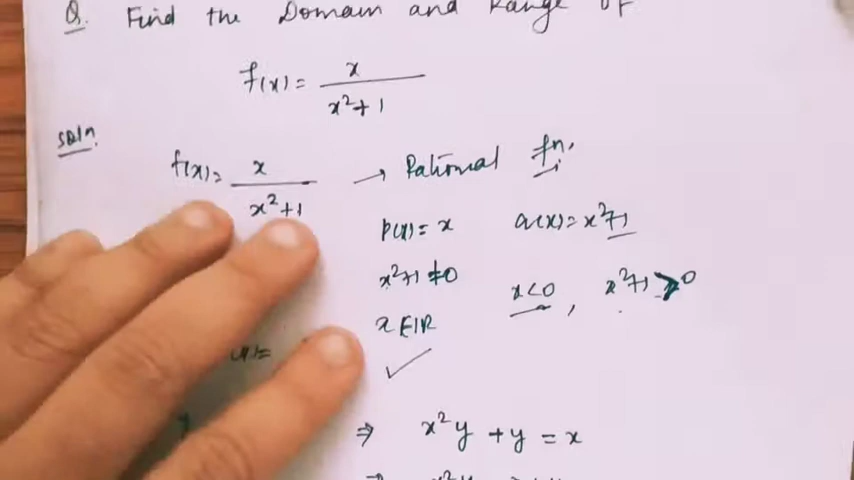 Q. Find the Domain and Range of
f(x) = x / x²+1
soln.
f(x) = x / x²+1 → Rational fn.
p(x) = x Q(x) = x²+1
x²+1 ≠ 0 x<0 , x²+1 > 0
x ∈ IR
⇒ x²y + y = x